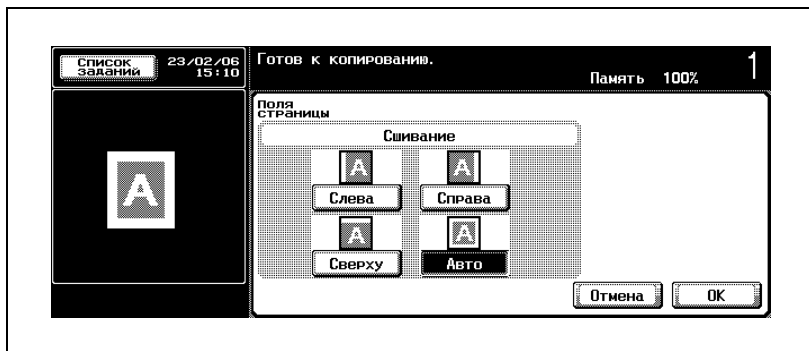 Список
заданий
23/02/06
15:10
Готов к копированию.
Память 100%
1
Поля
страницы
Сшивание
A
A
A
Слева
Справа
A
A
Сверху
Авто
Отмена
OK